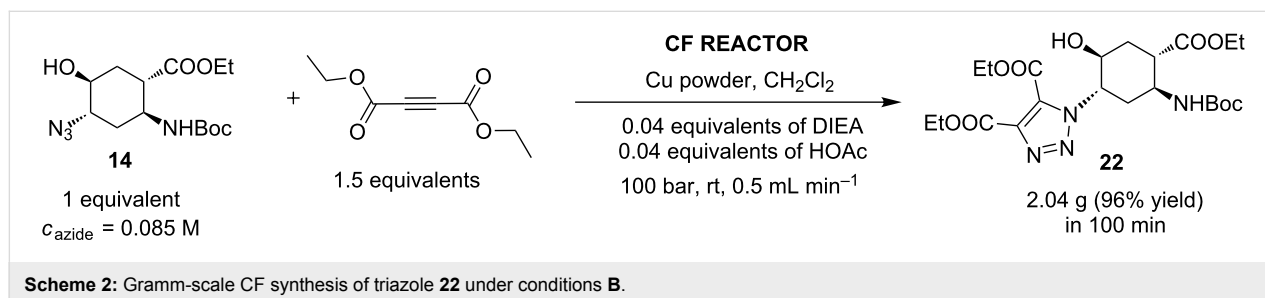 HO
COOEt
N₃
NHBoc
14
1 equivalent
c azide = 0.085 M
+
O
O
O
O
1.5 equivalents
CF REACTOR
Cu powder, CH₂Cl₂
0.04 equivalents of DIEA
0.04 equivalents of HOAc
100 bar, rt, 0.5 mL min⁻¹
HO
COOEt
EtOOC
N
NHBoc
EtOOC
N=N
22
2.04 g (96% yield)
in 100 min
Scheme 2: Gramm-scale CF synthesis of triazole 22 under conditions B.